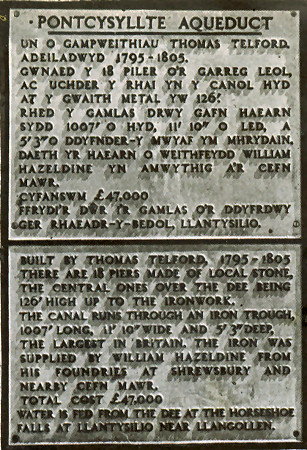 · PONTCYSYLLTE AQUEDUCT
UN O GAMPWEITHIAU THOMAS TELFORD.
ADEILADWYD 1795-1805.
GWNAED Y 18 PILER O'R GARREG LEOL,
AC UCHDER Y RHAI YN Y CANOL HYD
AT Y GWAITH METAL YW 126'.
RHED Y GAMLAS DRWY GAFN HAEARN
SYDD 1007' O HYD, 11' 10" O LED, A
5' 3" O DDYFNDER-Y MWYAF YM MHRYDAIN.
DAETH YR HAEARN O WEITHFEYDD WILLIAM
HAZELDINE YN AMWYTHIG A'R CEFN
MAWR.
CYFANSWM £47,000
FFRYDI'R DŴR I'R GAMLAS O'R DDYFRDWY
GER RHAEADR-Y-BEDOL, LLANTYSILIO.
BUILT BY THOMAS TELFORD, 1795-1805
THERE ARE 18 PIERS MADE OF LOCAL STONE,
THE CENTRAL ONES OVER THE DEE BEING
126' HIGH UP TO THE IRONWORK.
THE CANAL RUNS THROUGH AN IRON TROUGH,
1007' LONG, 11' 10" WIDE AND 5' 3" DEEP,
THE LARGEST IN BRITAIN. THE IRON WAS
SUPPLIED BY WILLIAM HAZELDINE FROM
HIS FOUNDRIES AT SHREWSBURY AND
NEARBY CEFN MAWR.
TOTAL COST £47,000
WATER IS FED FROM THE DEE AT THE HORSESHOE
FALLS AT LLANTYSILIO NEAR LLANGOLLEN.